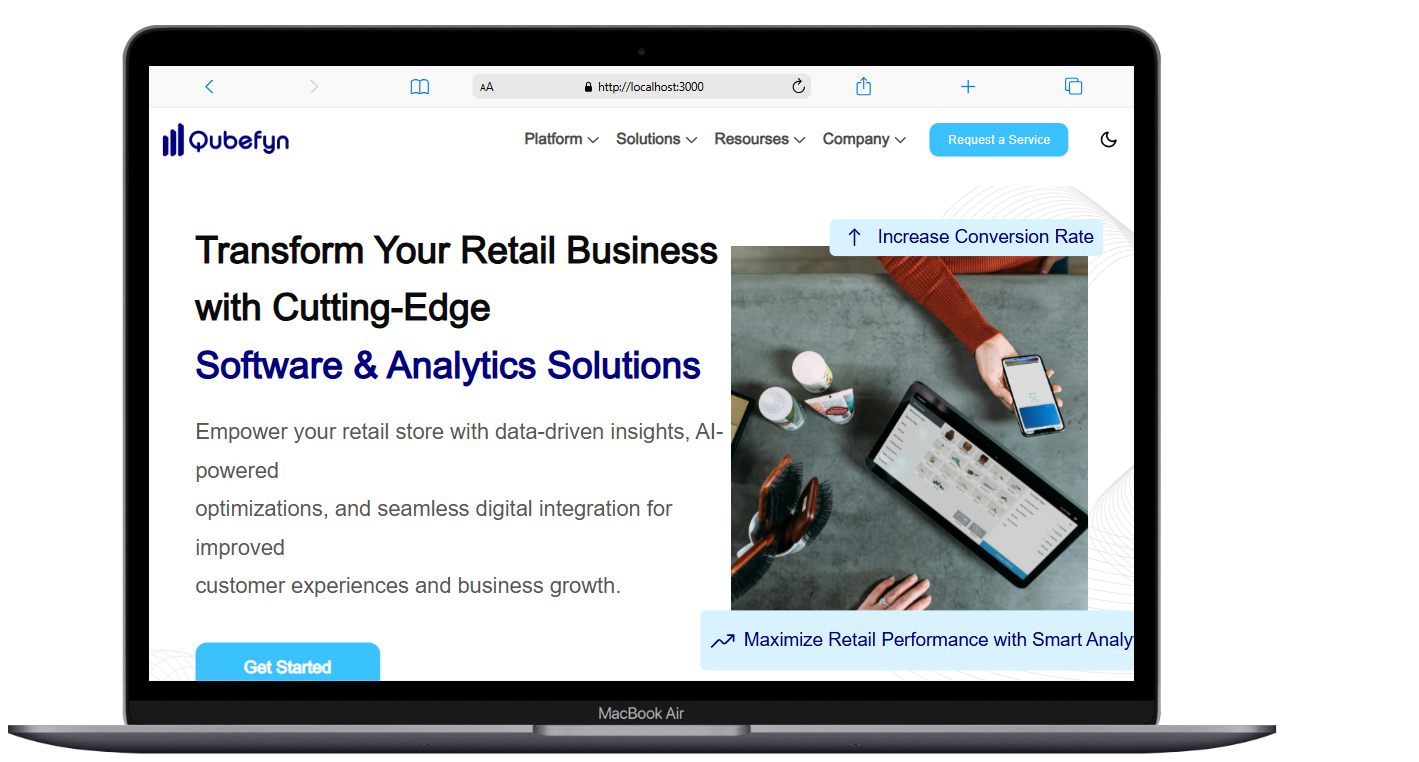 AA http://localhost:3000
Qubefyn Platform Solutions Resourses Company Request a Service
Increase Conversion Rate
Transform Your Retail Business
with Cutting-Edge
Software & Analytics Solutions
Empower your retail store with data-driven insights, AI-
powered
optimizations, and seamless digital integration for
improved
customer experiences and business growth.
Maximize Retail Performance with Smart Analy
Get Started
MacBook Air